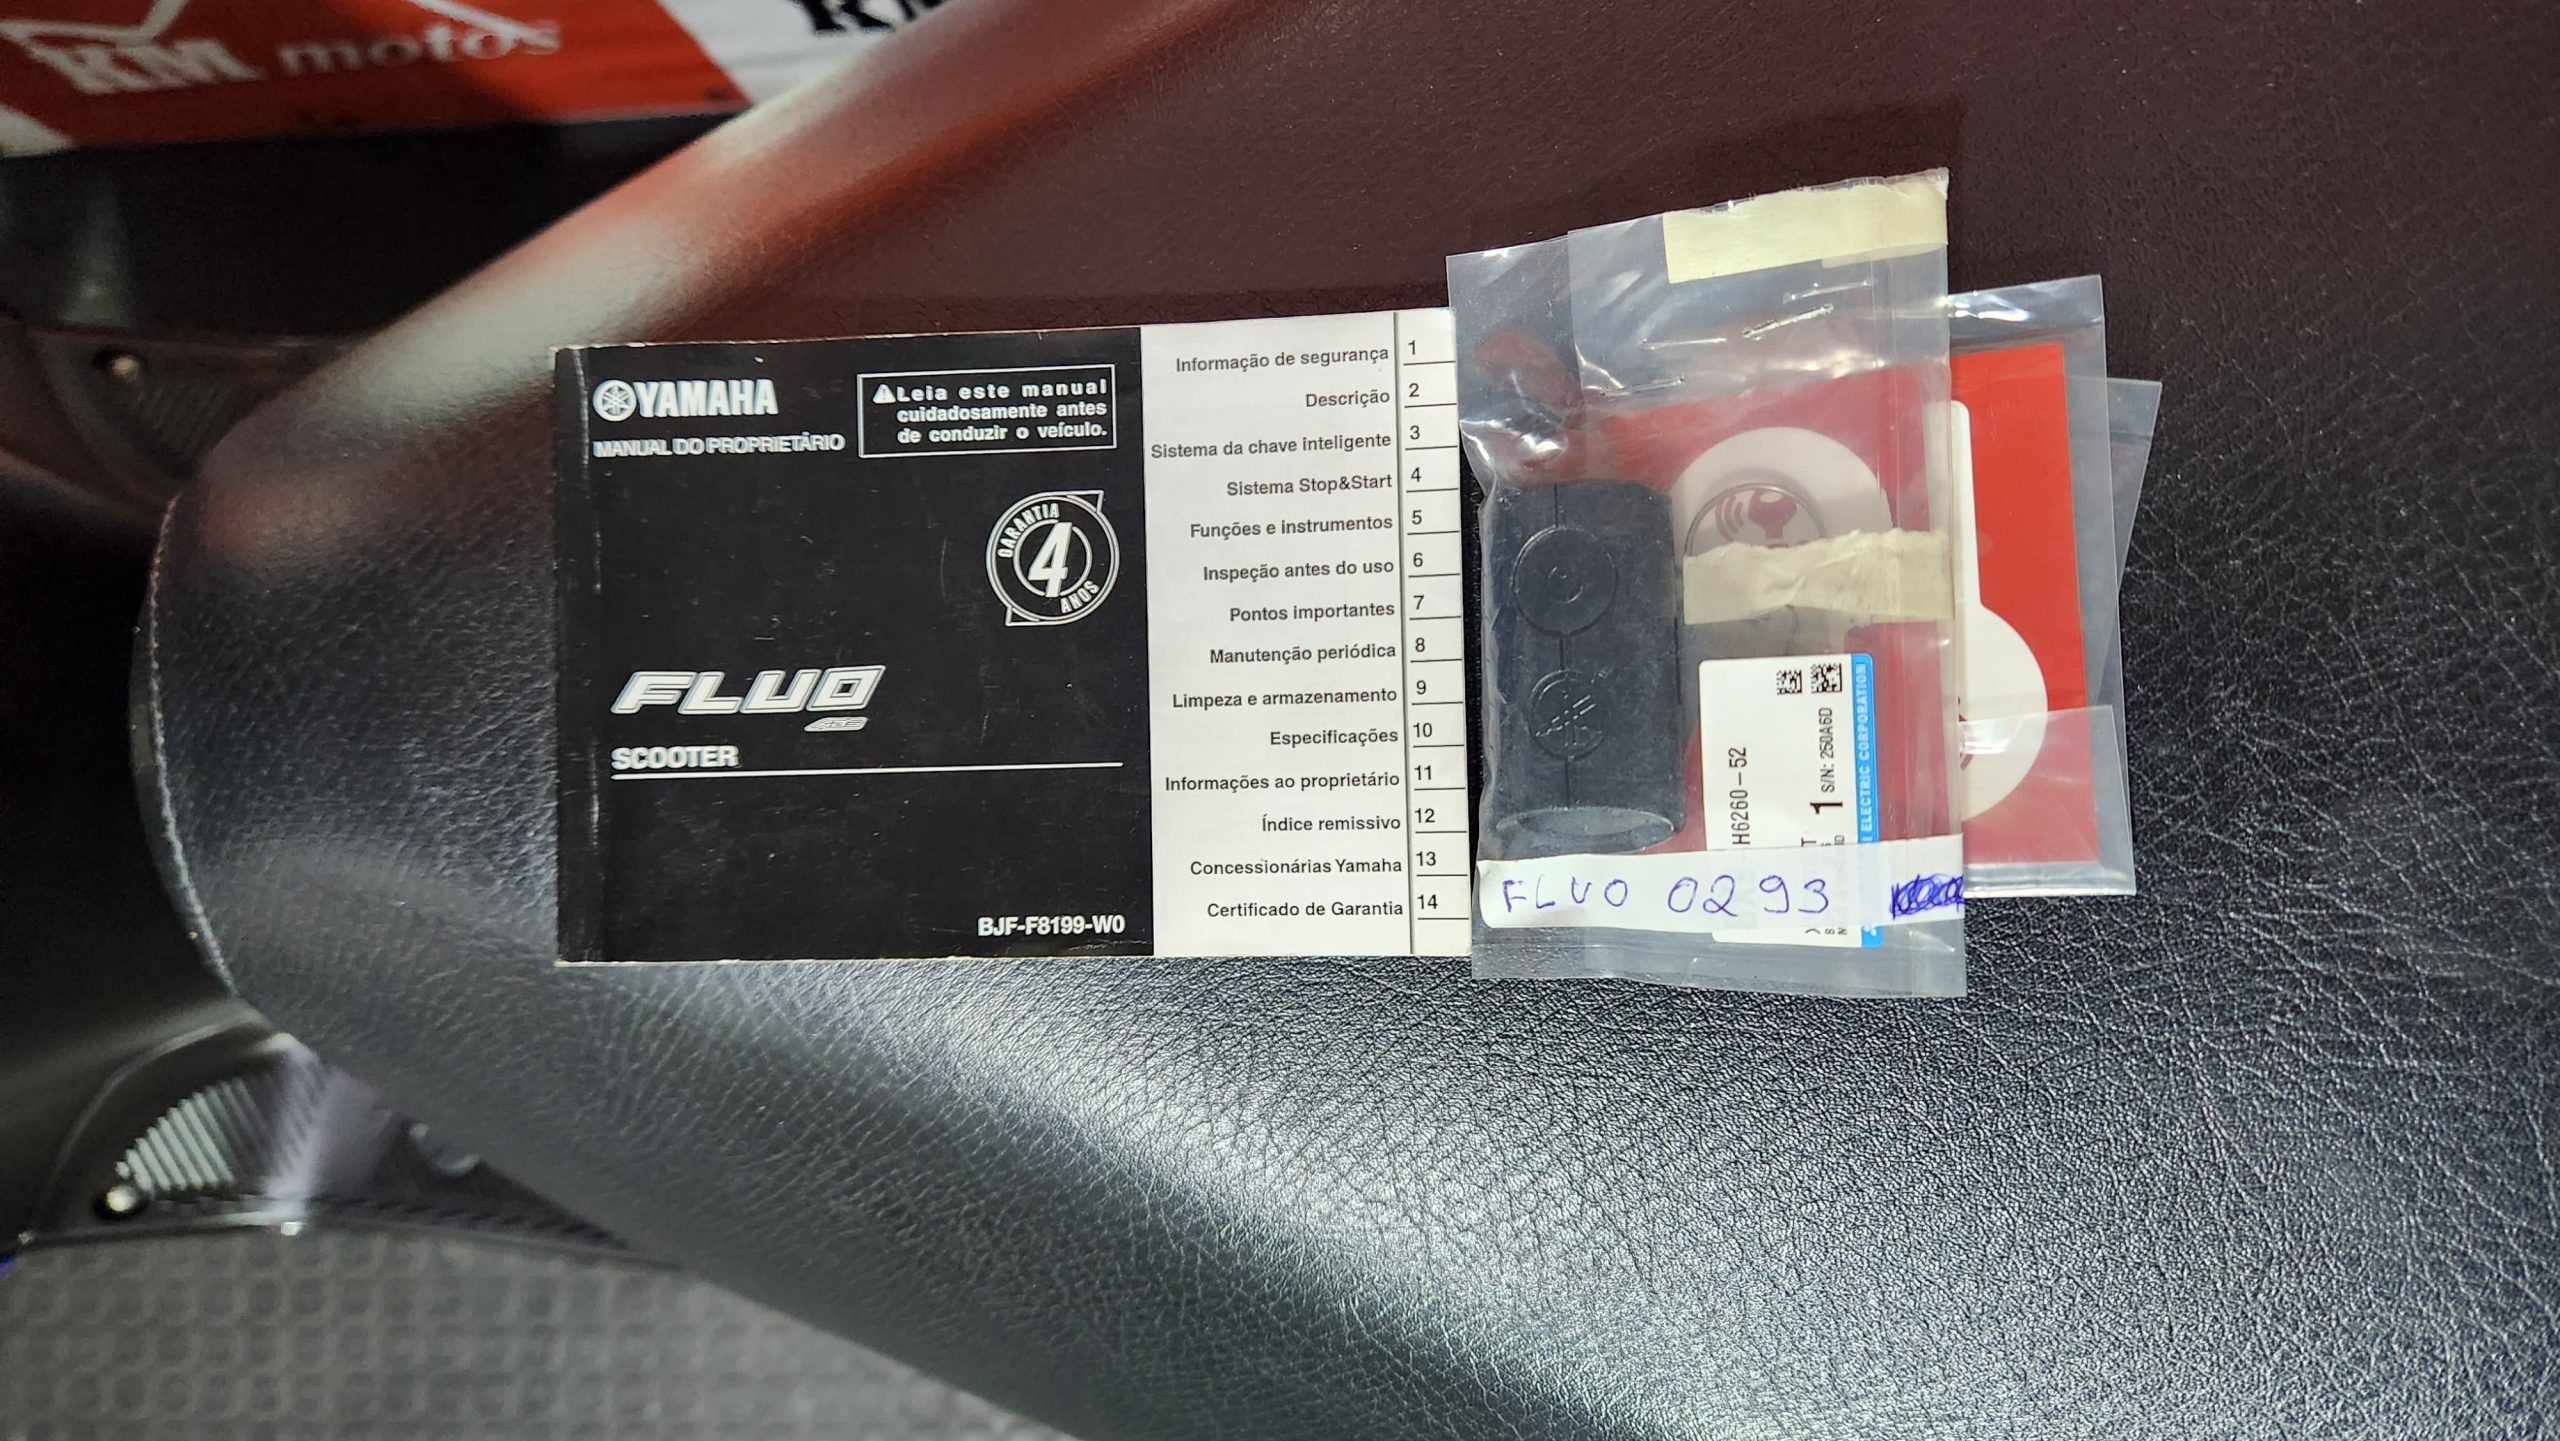 RM motos
YAMAHA
MANUAL DO PROPRIETÁRIO
Leia este manual
cuidadosamente antes
de conduzir o veículo.
GARANTIA
4
ANOS
FLUO
ABS
SCOOTER
BJF-F8199-W0
Informação de segurança 1
Descrição 2
Sistema da chave inteligente 3
Sistema Stop&Start 4
Funções e instrumentos 5
Inspeção antes do uso 6
Pontos importantes 7
Manutenção periódica 8
Limpeza e armazenamento 9
Especificações 10
Informações ao proprietário 11
Índice remissivo 12
Concessionárias Yamaha 13
Certificado de Garantia 14
H6260-52
1 S/N: 250A6D
ELECTRIC CORPORATION
FLUO 0293